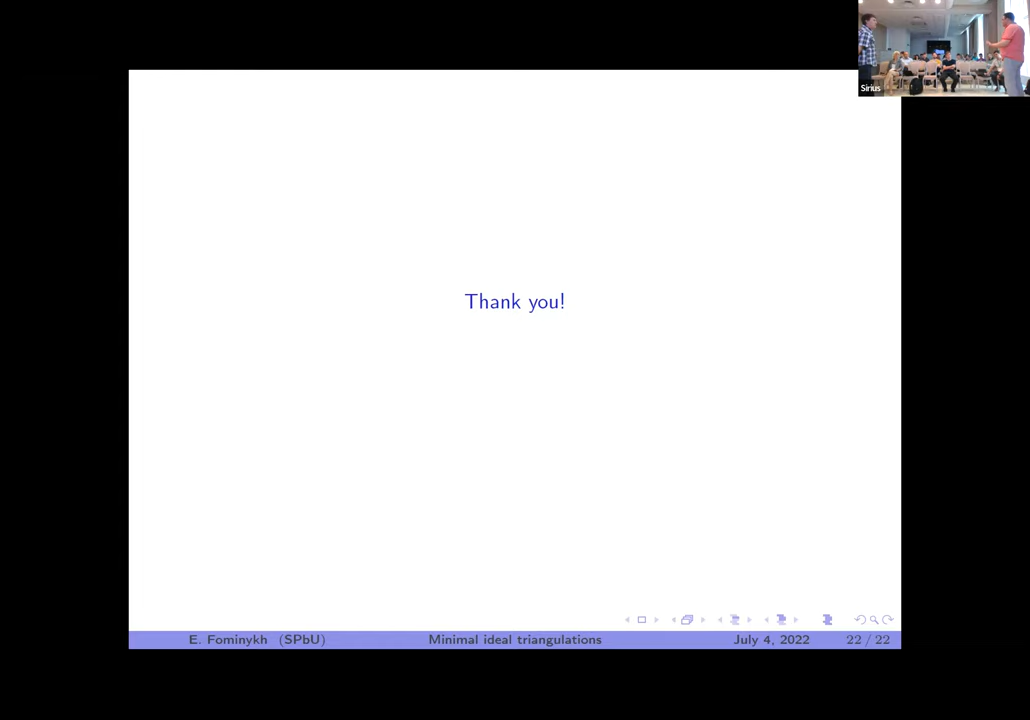 Sirius
Thank you!
E. Fominykh (SPbU) Minimal ideal triangulations July 4, 2022 22 / 22